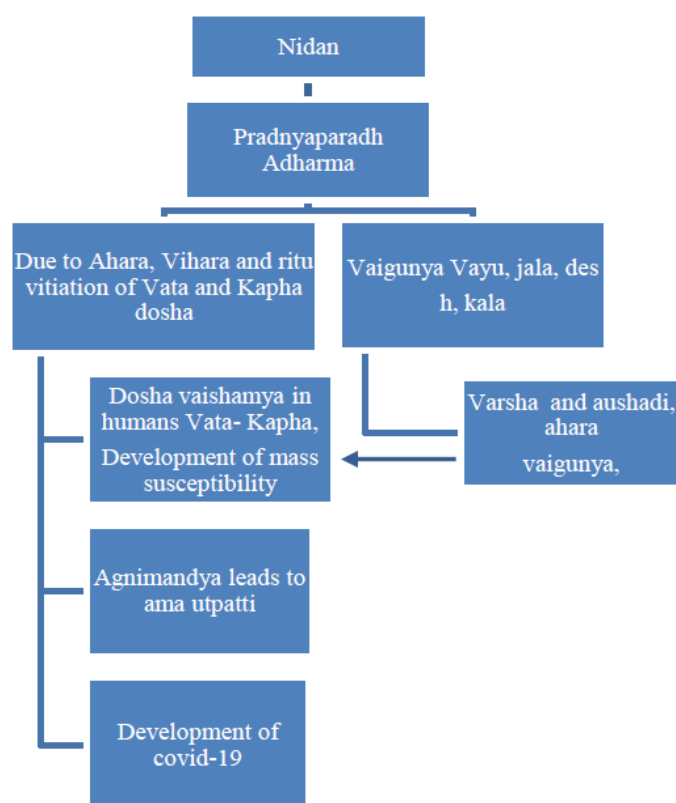 Nidan
Pradnyaparadh
Adharma
Due to Ahara, Vihara and ritu
vitiation of Vata and Kapha
dosha
Vaigunya Vayu, jala, des
h, kala
Dosha vaishamya in
humans Vata- Kapha,
Development of mass
susceptibility
Varsha and aushadi,
ahara
vaigunya,
Agnimandya leads to
ama utpatti
Development of
covid-19